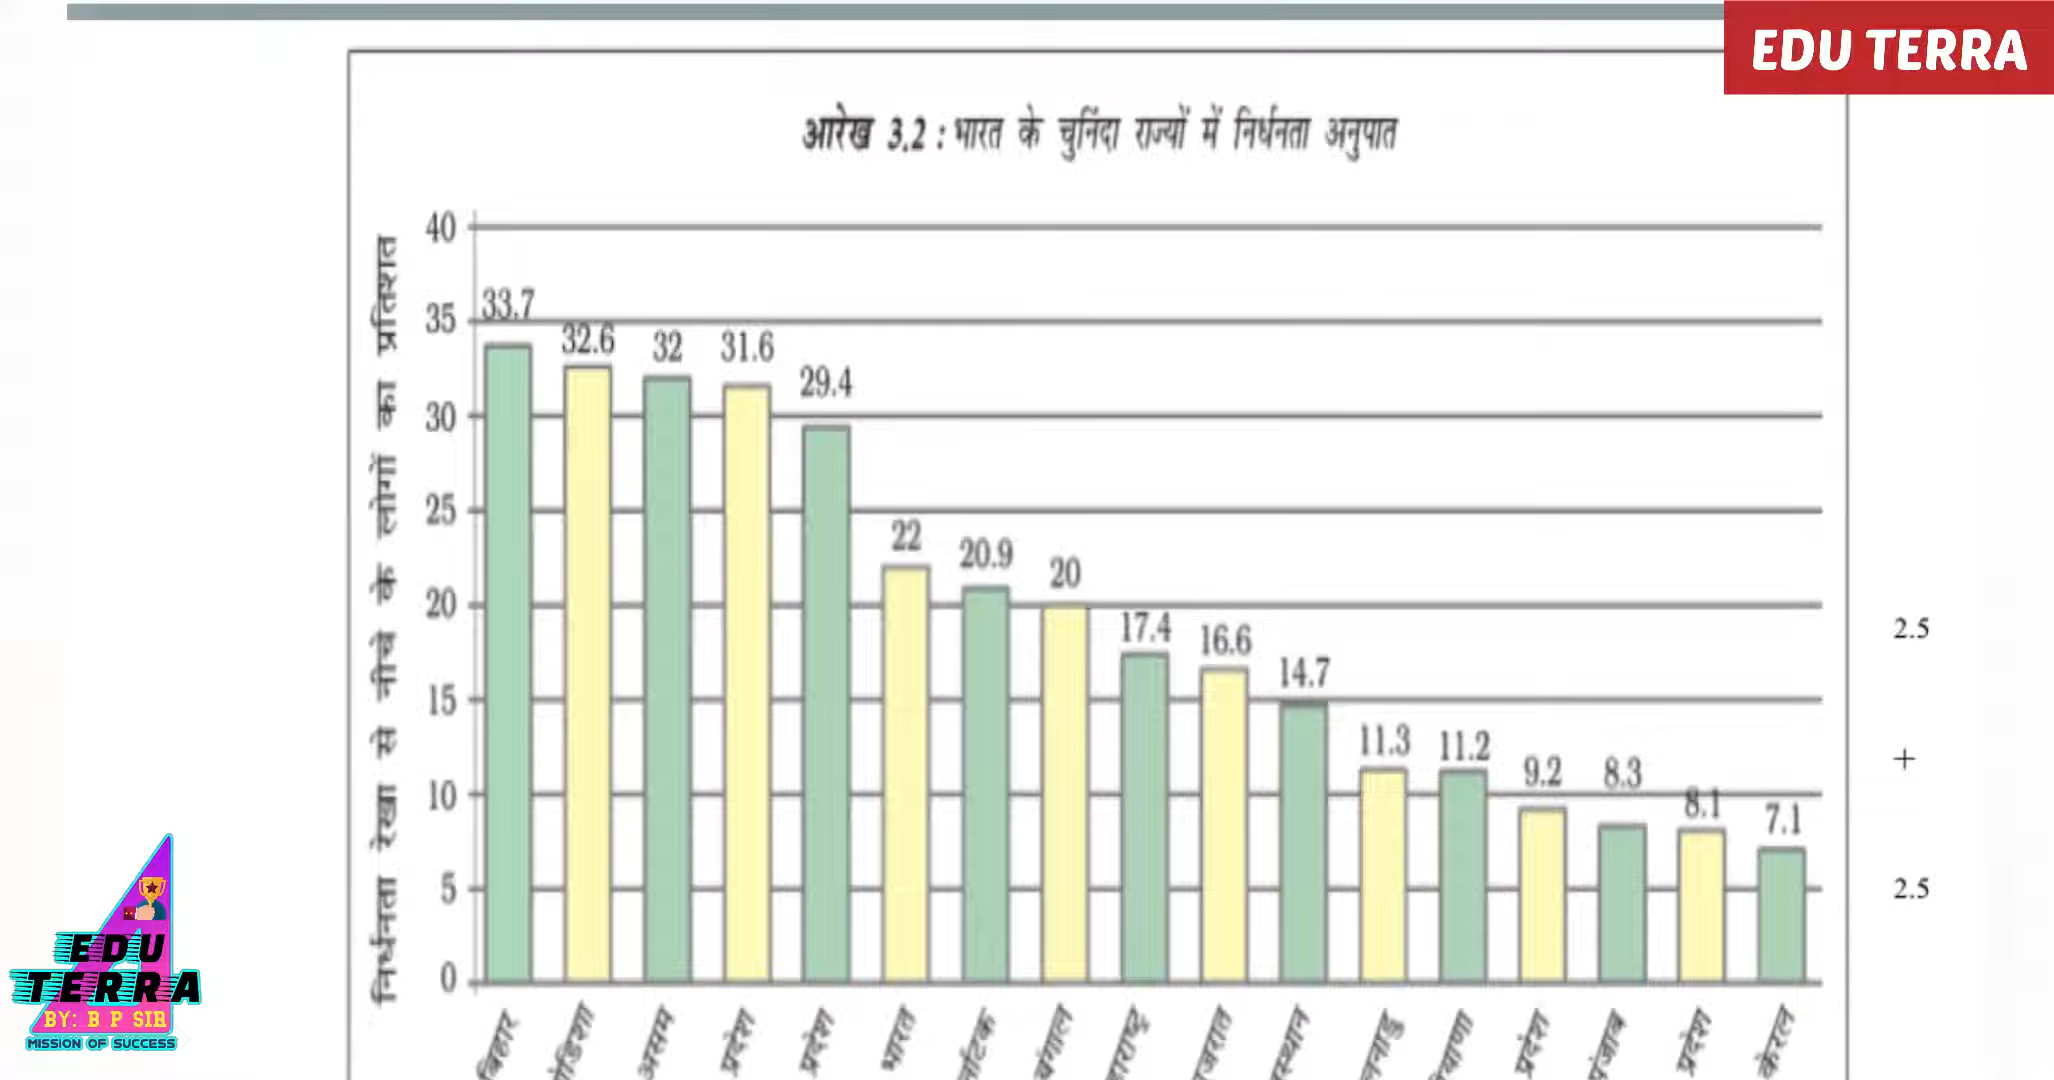 EDU TERRA
आरेख 3.2 : भारत के चुनिंदा राज्यों में निर्धनता अनुपात
निर्धनता रेखा से नीचे के लोगों का प्रतिशत
40
35
30
25
20
15
10
5
0
33.7
32.6
32
31.6
29.4
22
20.9
20
17.4
16.6
14.7
11.3
11.2
9.2
8.3
8.1
7.1
बिहार
असम
प्रदेश
प्रदेश
भारत
बंगाल
प्रदेश
प्रदेश
केरल
2.5
+
2.5
EDU
TERRA
BY: B P SIR
MISSION OF SUCCESS